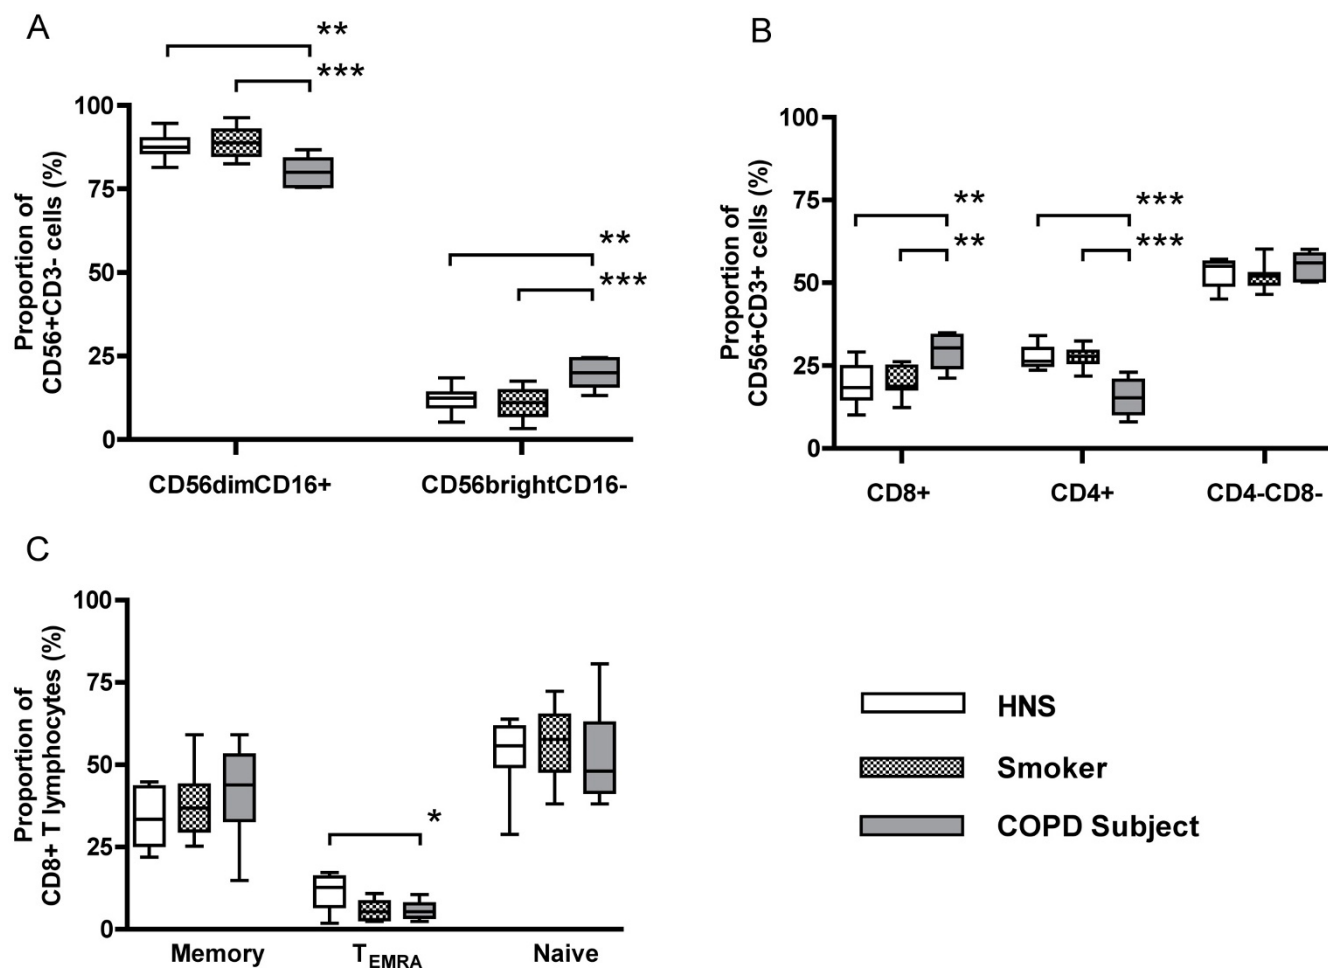 A
**
***
100
75
50
25
0
Proportion of
CD56+CD3- cells (%)
**
***
CD56dimCD16+
CD56brightCD16-
B
100
75
50
25
0
Proportion of
CD56+CD3+ cells (%)
**
**
***
***
CD8+
CD4+
CD4-CD8-
C
100
75
50
25
0
Proportion of
CD8+ T lymphocytes (%)
*
Memory
TEMRA
Naive
HNS
Smoker
COPD Subject